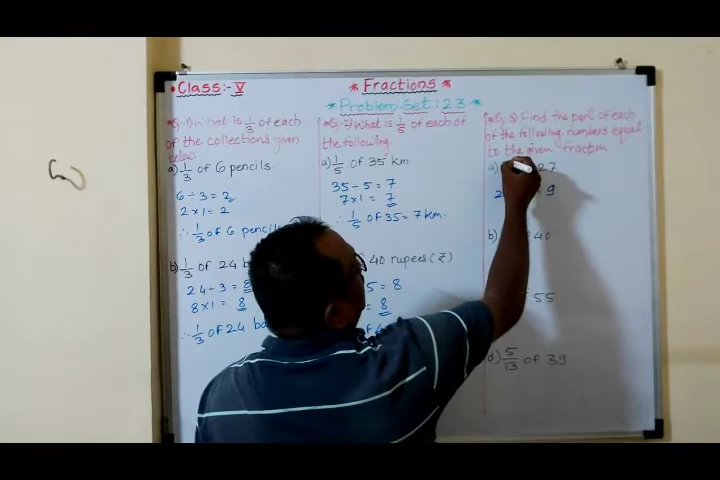 • Class:- V
* Fractions *
* Problem Set: 23 *
*Q.1) What is 1/3 of each
of the collections given
below
a) 1/3 of 6 pencils.
6 ÷ 3 = 2
2 × 1 = 2
∴ 1/3 of 6 pencils
b) 1/3 of 24
24 ÷ 3 = 8
8 × 1 = 8
∴ 1/3 of 24
*Q.2) What is 1/5 of each of
the following
a) 1/5 of 35 km
35 ÷ 5 = 7
7 × 1 = 7
∴ 1/5 of 35 = 7 km.
40 rupees (₹)
5 = 8
= 8
of
*Q. 3) Find the part of each
of the following numbers equal
to the given fraction
a) 27
2 9
b) 40
55
d) 5/13 of 39